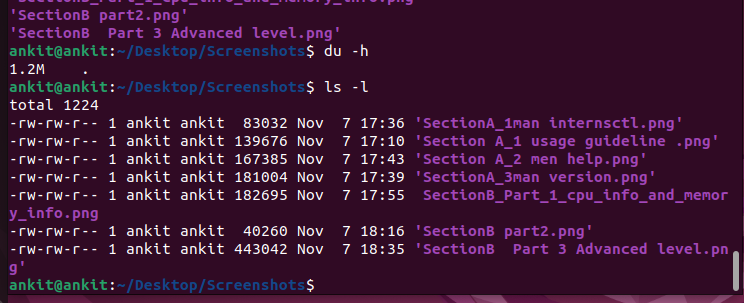 'SectionB_Part_1_cpu_info_and_memory_info.png'
'SectionB part2.png'
'SectionB  Part 3 Advanced level.png'
ankit@ankit:~/Desktop/Screenshots$ du -h
1.2M    .
ankit@ankit:~/Desktop/Screenshots$ ls -l
total 1224
-rw-rw-r-- 1 ankit ankit  83032 Nov  7 17:36 'SectionA_1man internsctl.png'
-rw-rw-r-- 1 ankit ankit 139676 Nov  7 17:10 'Section A_1 usage guideline .png'
-rw-rw-r-- 1 ankit ankit 167385 Nov  7 17:43 'Section A_2 men help.png'
-rw-rw-r-- 1 ankit ankit 181004 Nov  7 17:39 'SectionA_3man version.png'
-rw-rw-r-- 1 ankit ankit 182695 Nov  7 17:55  SectionB_Part_1_cpu_info_and_memor
y_info.png
-rw-rw-r-- 1 ankit ankit  40260 Nov  7 18:16 'SectionB part2.png'
-rw-rw-r-- 1 ankit ankit 443042 Nov  7 18:35 'SectionB  Part 3 Advanced level.pn
g'
ankit@ankit:~/Desktop/Screenshots$